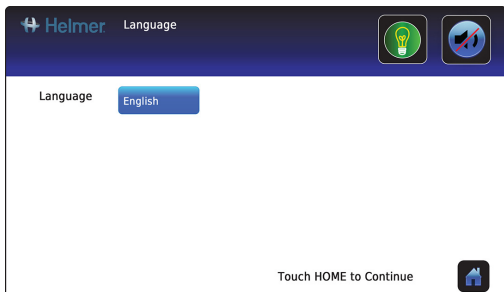 Helmer
Language
Language
English
Touch HOME to Continue